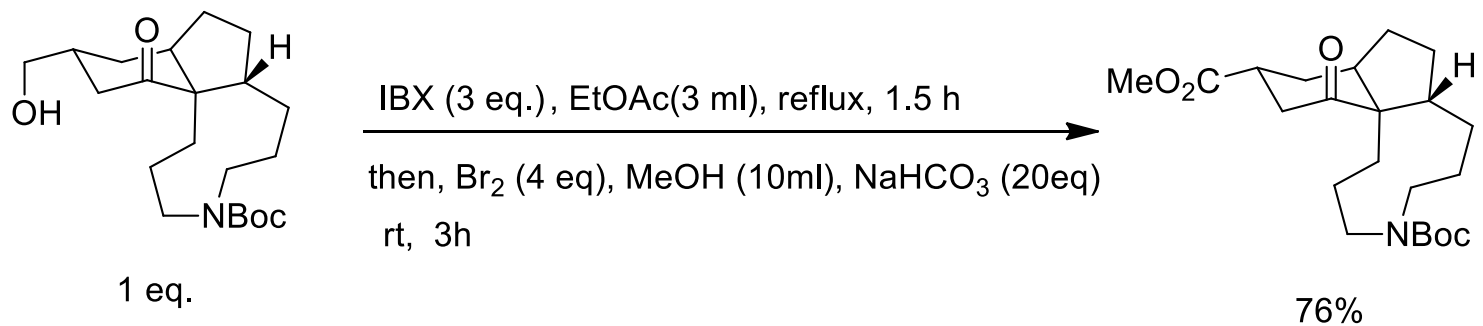 O
H
OH
NBoc
1 eq.
IBX (3 eq.), EtOAc(3 ml), reflux, 1.5 h
then, Br₂ (4 eq), MeOH (10ml), NaHCO₃ (20eq)
rt, 3h
O
H
MeO₂C
NBoc
76%